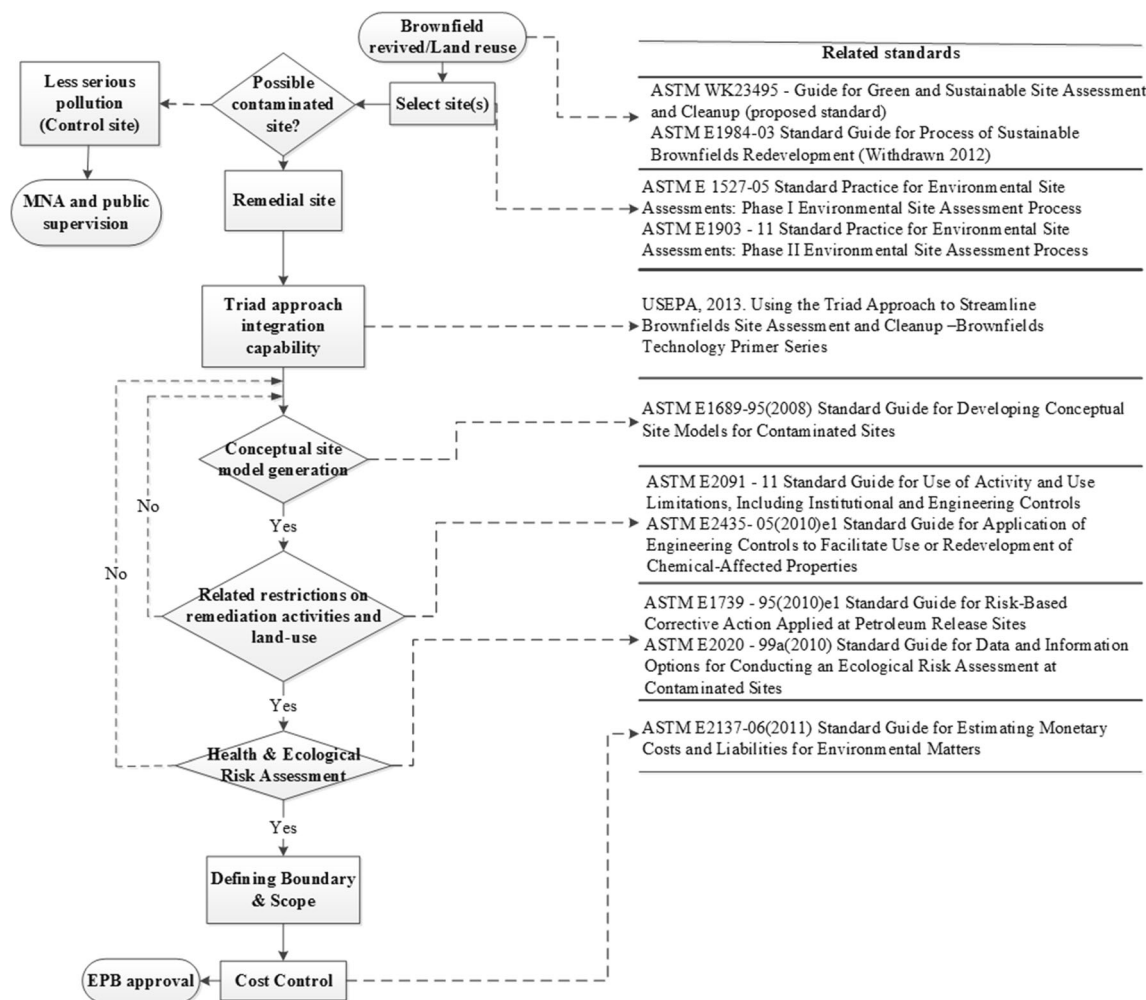 Brownfield
revived/Land reuse
Select site(s)
Possible
contaminated
site?
Less serious
pollution
(Control site)
MNA and public
supervision
Remedial site
Triad approach
integration
capability
Conceptual site
model generation
No
Yes
No
Related restrictions on
remediation activities and
land-use
Yes
Health & Ecological
Risk Assessment
Yes
Defining Boundary
& Scope
Cost Control
EPB approval
Related standards
ASTM WK23495 - Guide for Green and Sustainable Site Assessment
and Cleanup (proposed standard)
ASTM E1984-03 Standard Guide for Process of Sustainable
Brownfields Redevelopment (Withdrawn 2012)
ASTM E 1527-05 Standard Practice for Environmental Site
Assessments: Phase I Environmental Site Assessment Process
ASTM E1903 - 11 Standard Practice for Environmental Site
Assessments: Phase II Environmental Site Assessment Process
USEPA, 2013. Using the Triad Approach to Streamline
Brownfields Site Assessment and Cleanup –Brownfields
Technology Primer Series
ASTM E1689-95(2008) Standard Guide for Developing Conceptual
Site Models for Contaminated Sites
ASTM E2091 - 11 Standard Guide for Use of Activity and Use
Limitations, Including Institutional and Engineering Controls
ASTM E2435- 05(2010)e1 Standard Guide for Application of
Engineering Controls to Facilitate Use or Redevelopment of
Chemical-Affected Properties
ASTM E1739 - 95(2010)e1 Standard Guide for Risk-Based
Corrective Action Applied at Petroleum Release Sites
ASTM E2020 - 99a(2010) Standard Guide for Data and Information
Options for Conducting an Ecological Risk Assessment at
Contaminated Sites
ASTM E2137-06(2011) Standard Guide for Estimating Monetary
Costs and Liabilities for Environmental Matters